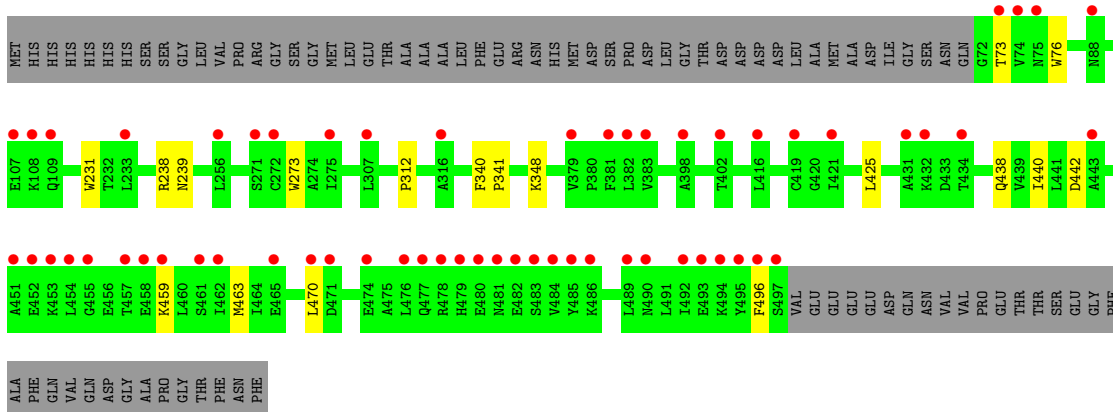 MET HIS HIS HIS HIS HIS HIS SER SER GLY LEU VAL PRO ARG GLY SER GLY MET LEU GLU THR ALA ALA ALA LEU PHE GLU ARG ASN HIS MET ASP SER PRO ASP LEU GLY THR ASP ASP ASP ASP LEU ALA MET ALA ASP ILE GLY SER ASN GLN G72 T73 V74 N75 W76 N88
E107 K108 Q109 W231 T232 L233 R238 N239 L256 S271 C272 W273 A274 I275 L307 P312 A316 F340 P341 K348 V379 P380 F381 L382 V383 A398 T402 L416 C419 G420 I421 L425 A431 K432 D433 T434 Q438 V439 I440 L441 D442 A443
A451 E452 K453 L454 G455 E456 T457 E458 K459 L460 S461 I462 M463 I464 E465 L470 D471 E474 A475 L476 Q477 R478 H479 E480 N481 E482 S483 V484 Y485 K486 L489 N490 L491 I492 E493 K494 Y495 F496 S497 VAL GLU GLU GLU GLU ASP GLN ASN VAL VAL PRO GLU THR THR SER GLU GLY PHE
ALA PHE GLN VAL GLN ASP GLY ALA PRO GLY THR PHE ASN PHE